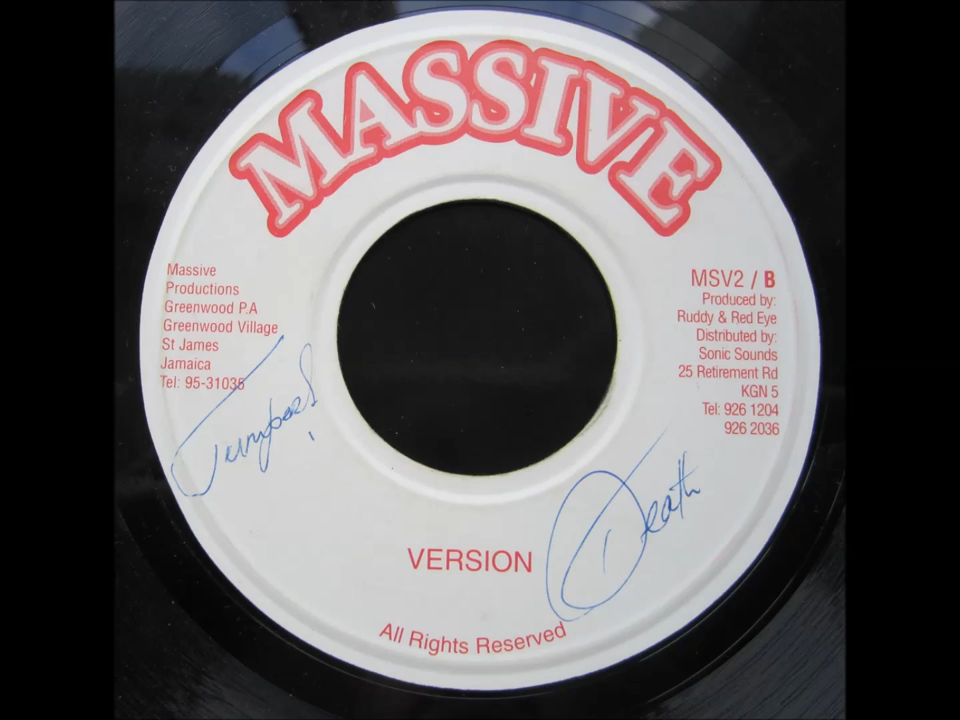 MASSIVE
Massive
Productions
Greenwood P.A
Greenwood Village
St James
Jamaica
Tel: 95-31035
MSV2 / B
Produced by:
Ruddy & Red Eye
Distributed by:
Sonic Sounds
25 Retirement Rd
KGN 5
Tel: 926 1204
926 2036
Death
VERSION
All Rights Reserved